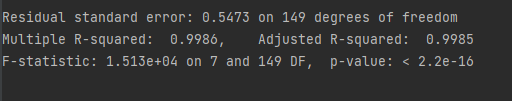 Residual standard error: 0.5473 on 149 degrees of freedom
Multiple R-squared:  0.9986,    Adjusted R-squared:  0.9985
F-statistic: 1.513e+04 on 7 and 149 DF,  p-value: < 2.2e-16